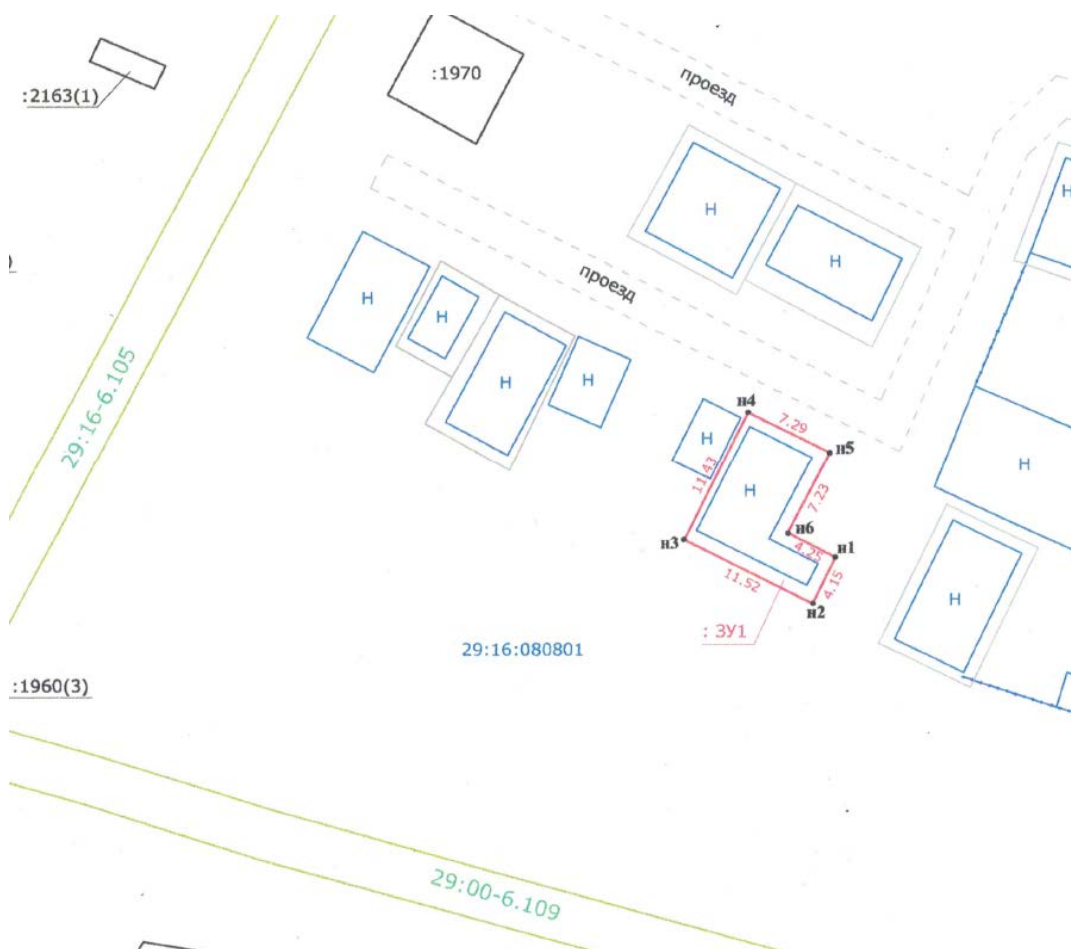 :1970
:2163(1)
проезд
Н
Н
Н
проезд
)
Н
Н
Н
Н
29:16-6.105
н4
7.29
н5
Н
11.43
Н
7.23
Н
н6
н3
4.25
н1
11.52
4.15
н2
Н
: ЗУ1
29:16:080801
:1960(3)
29:00-6.109